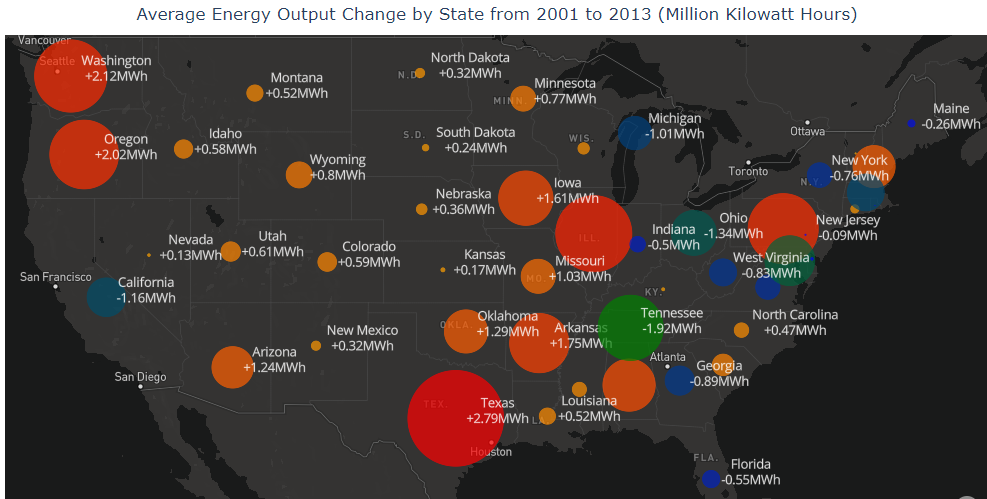 Average Energy Output Change by State from 2001 to 2013 (Million Kilowatt Hours)
Vancouver
Seattle
Washington
+2.12MWh
Montana
+0.52MWh
N.D.
North Dakota
+0.32MWh
Minnesota
+0.77MWh
MINN.
Michigan
-1.01MWh
Maine
-0.26MWh
Ottawa
Oregon
+2.02MWh
Idaho
+0.58MWh
S.D.
South Dakota
+0.24MWh
WIS.
Wyoming
+0.8MWh
Toronto
New York
-0.76MWh
N.Y.
Nebraska
+0.36MWh
Iowa
+1.61MWh
Nevada
+0.13MWh
Utah
+0.61MWh
Colorado
+0.59MWh
Kansas
+0.17MWh
ILL.
Indiana
-0.5MWh
Ohio
-1.34MWh
New Jersey
-0.09MWh
San Francisco
California
-1.16MWh
Missouri
+1.03MWh
MO.
West Virginia
-0.83MWh
KY.
New Mexico
+0.32MWh
OKLA.
Oklahoma
+1.29MWh
Arkansas
+1.75MWh
Tennessee
-1.92MWh
North Carolina
+0.47MWh
Arizona
+1.24MWh
San Diego
Atlanta
Georgia
-0.89MWh
TEX.
Texas
+2.79MWh
Louisiana
+0.52MWh
LA.
Houston
FLA.
Florida
-0.55MWh